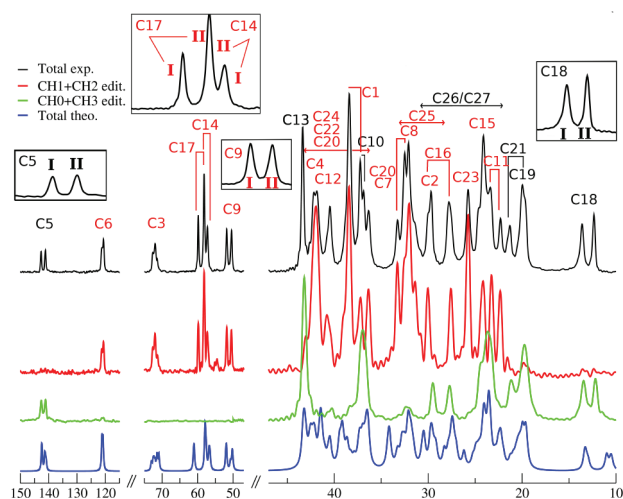 C17 II C14
II
I I
Total exp.
CH1+CH2 edit.
CH0+CH3 edit.
Total theo.
C5 I II
C9
I II
C18
I II
C1
C26/C27
C13 C24 C25 C15
C22 C8
C20 C10 C21
C14
C17
C4 C20 C16 C11
C12 C7 C2 C23 C19
C5 C6 C3 C9 C18
150 140 130 120 70 60 50 40 30 20 10